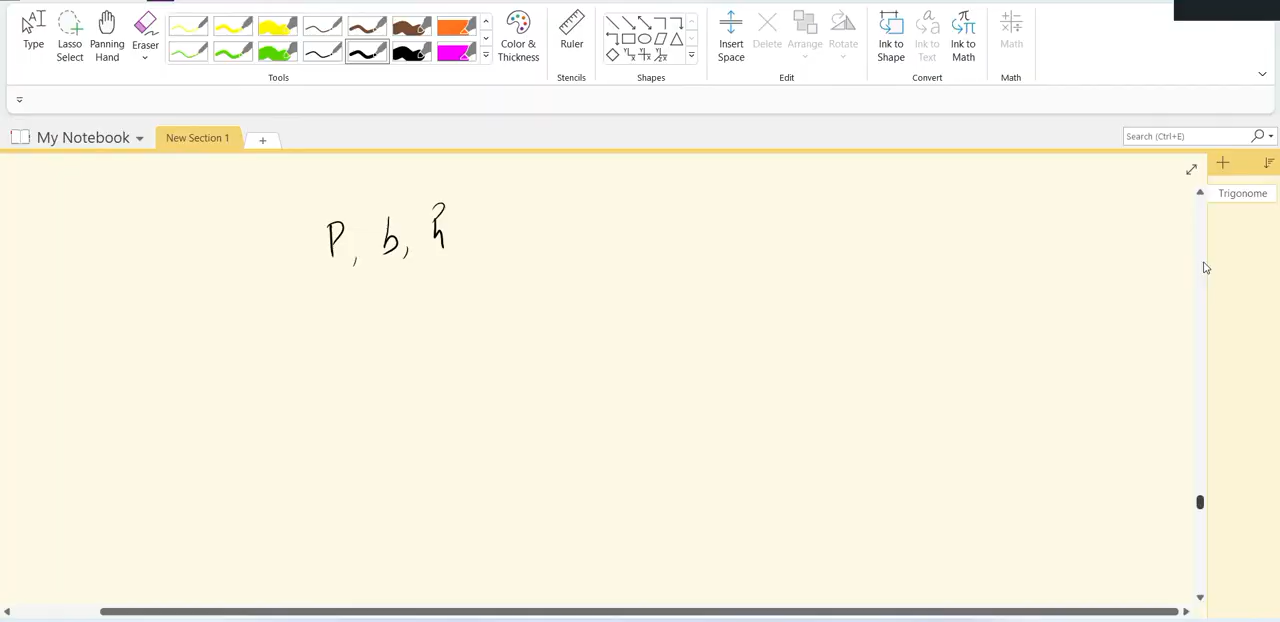 Type
Lasso Select
Panning Hand
Eraser
Color & Thickness
Ruler
Insert Space
Delete
Arrange
Rotate
Ink to Shape
Ink to Text
Ink to Math
Math
Tools
Stencils
Shapes
Edit
Convert
Math
My Notebook
New Section 1
Search (Ctrl+E)
Trigonome
P, b, h